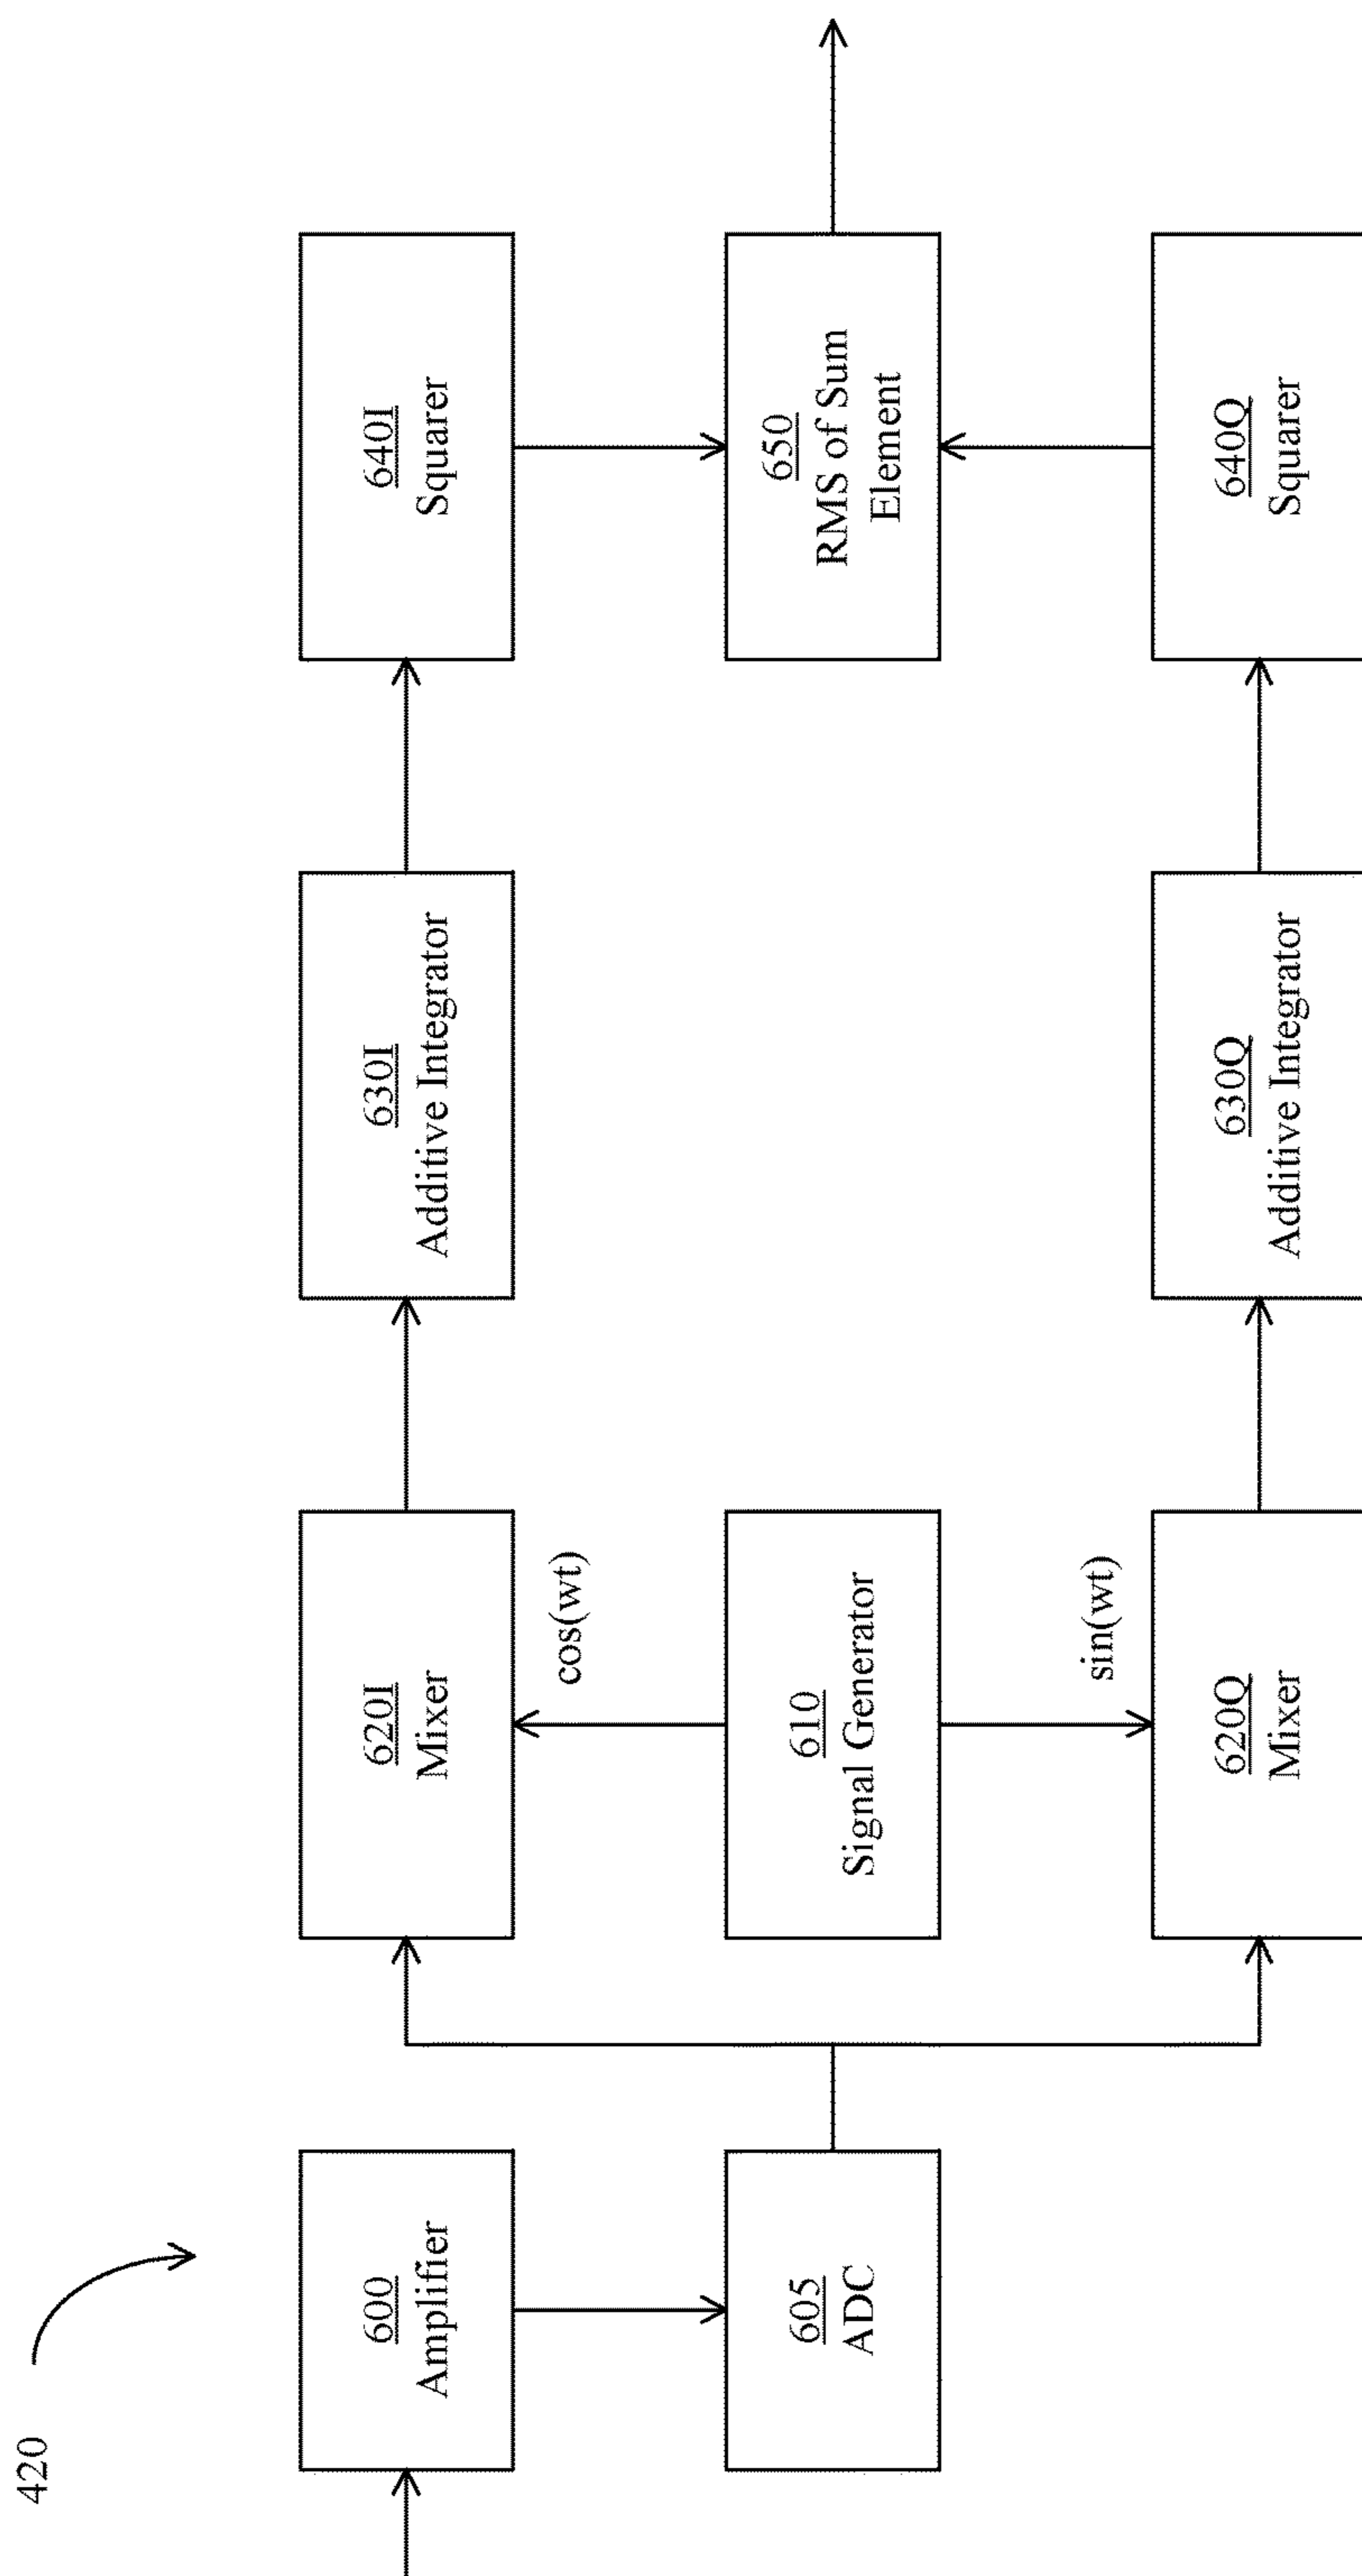 420
600
Amplifier
605
ADC
620I
Mixer
cos(wt)
610
Signal Generator
sin(wt)
620Q
Mixer
630I
Additive Integrator
630Q
Additive Integrator
640I
Squarer
650
RMS of Sum
Element
640Q
Squarer